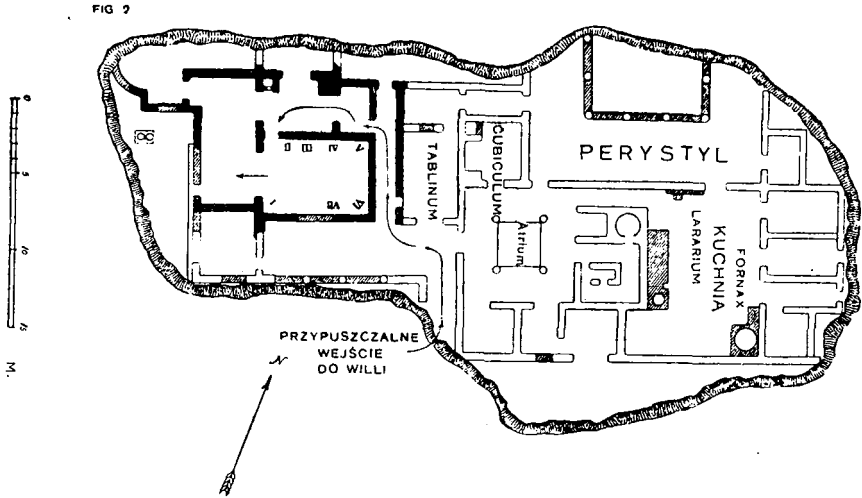 FIG 2
PERYSTYL
TABLINUM
CUBICULUM
Atrium
LARARIUM
KUCHNIA
FORNAX
PRZYPUSZCZALNE
WEJŚCIE
DO WILLI
N
0
5
10
15
M.